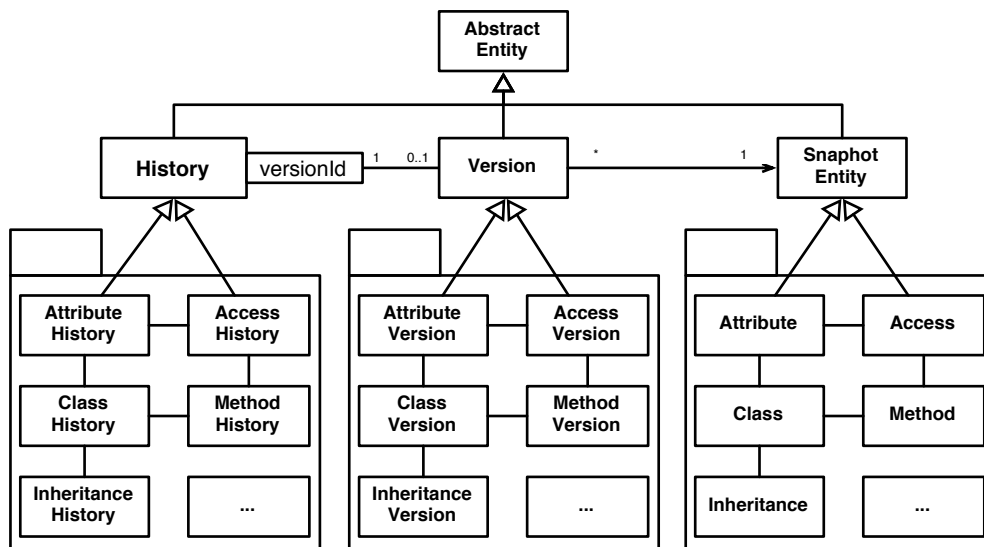 Abstract
Entity
History
versionId
1
0..1
Version
*
1
Snaphot
Entity
Attribute
History
Access
History
Attribute
Version
Access
Version
Attribute
Access
Class
History
Method
History
Class
Version
Method
Version
Class
Method
Inheritance
History
...
Inheritance
Version
...
Inheritance
...